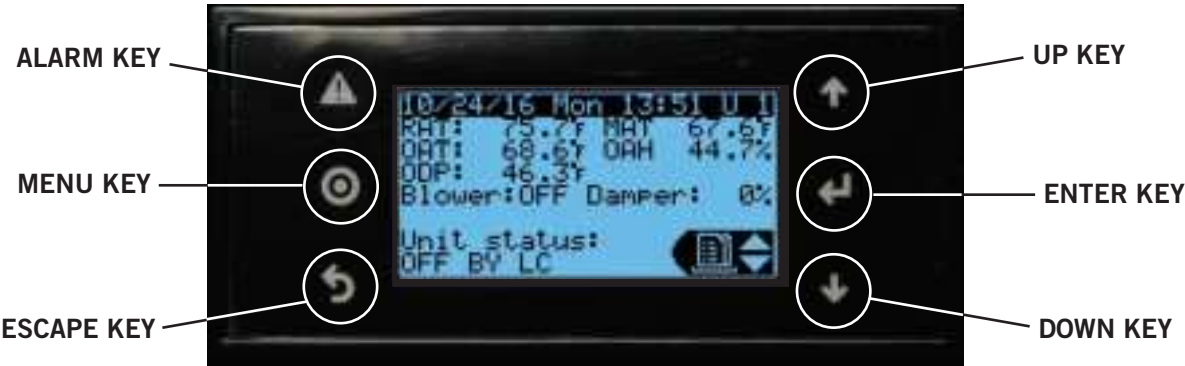 ALARM KEY
MENU KEY
ESCAPE KEY
10/24/16 Mon 13:51 U 1
RAT: 75.7°F MAT 67.6°F
OAT: 68.6°F OAH 44.7%
ODP: 46.3°F
Blower:OFF Damper: 0%
Unit status:
OFF BY LC
UP KEY
ENTER KEY
DOWN KEY